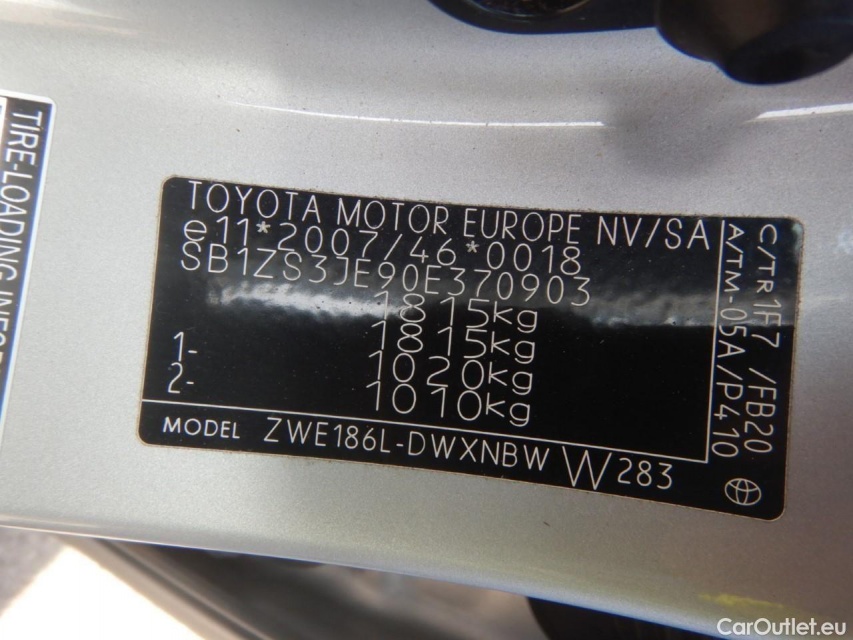 TIRE-LOADING
TOYOTA MOTOR EUROPE NV/SA
e11*2007/46*0018
SB1ZS3JE90E370903
1815kg
1815kg
1- 1020kg
2- 1010kg
MODEL ZWE186L-DWXNBW W283
C/TR 1F7 /FB20
A/TM-05A/P410
CarOutlet.eu